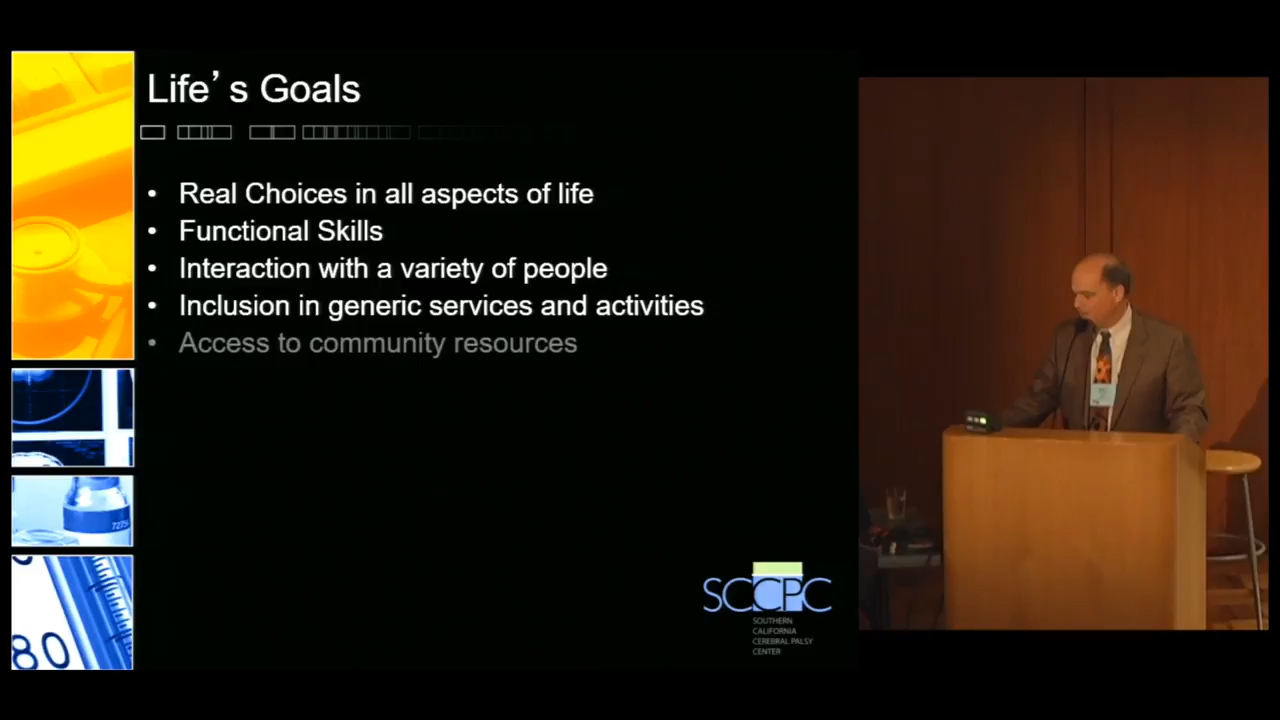 Life’s Goals
• Real Choices in all aspects of life
• Functional Skills
• Interaction with a variety of people
• Inclusion in generic services and activities
• Access to community resources
7275
80
SCCPC
SOUTHERN
CALIFORNIA
CEREBRAL PALSY
CENTER